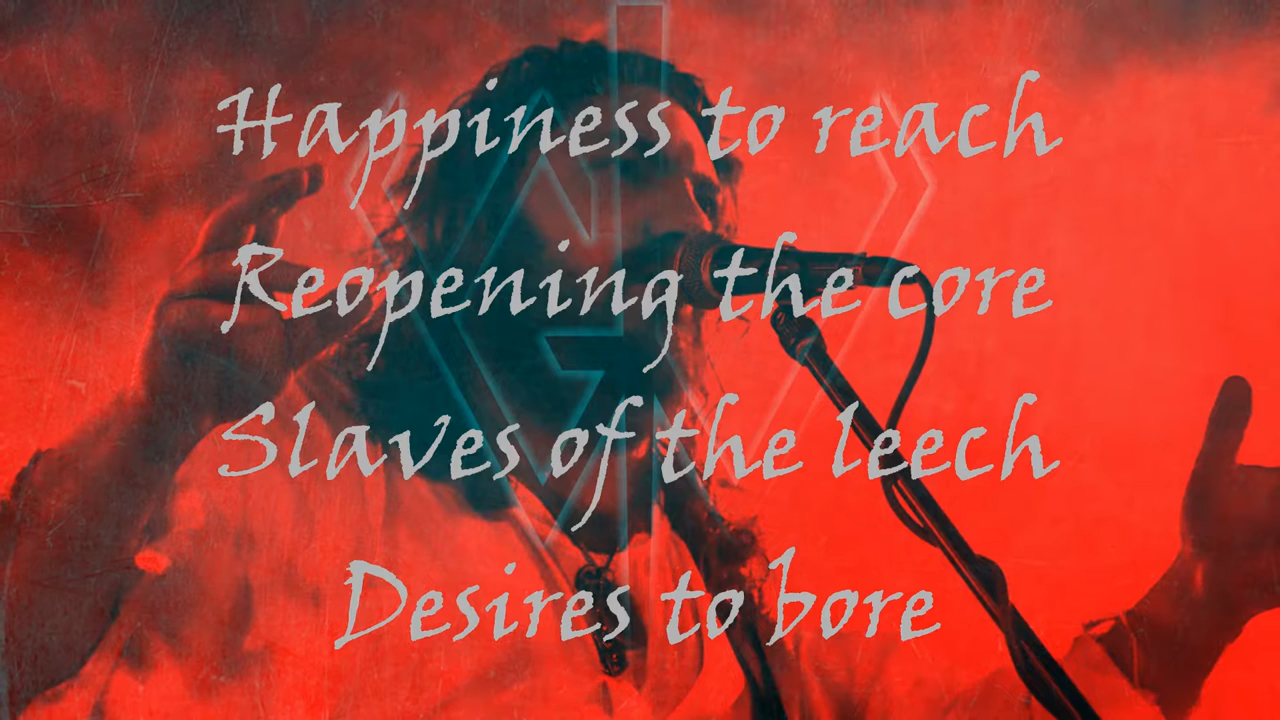 Happiness to reach
Reopening the core
Slaves of the leech
Desires to bore